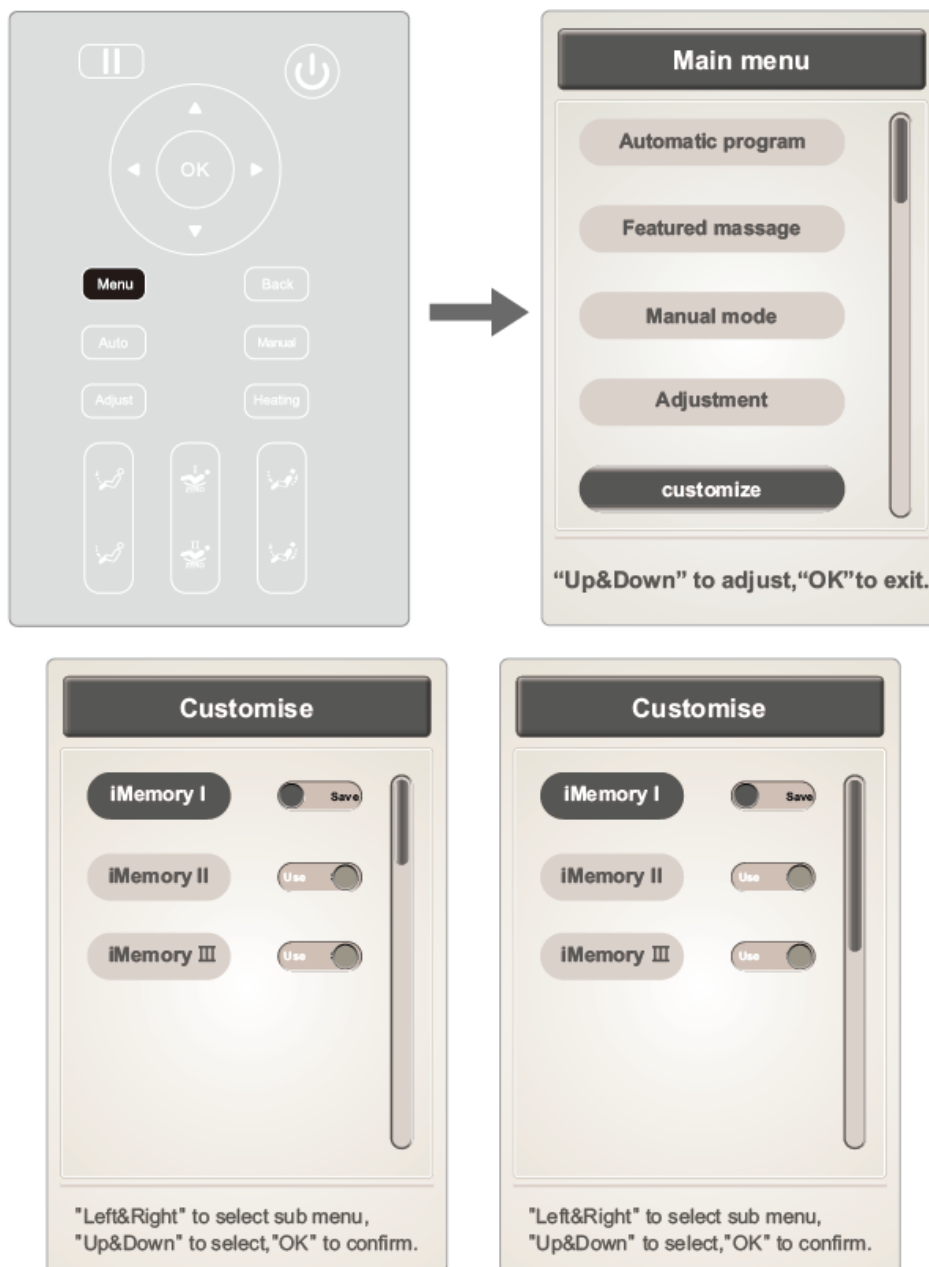 OK
Menu
Back
Auto
Manual
Adjust
Heating
I
ZERO
II
ZERO
Main menu
Automatic program
Featured massage
Manual mode
Adjustment
customize
“Up&Down” to adjust,“OK”to exit.
Customise
iMemory I
Save
iMemory II
Use
iMemory III
Use
"Left&Right" to select sub menu,
"Up&Down" to select,"OK" to confirm.
Customise
iMemory I
Save
iMemory II
Use
iMemory III
Use
"Left&Right" to select sub menu,
"Up&Down" to select,"OK" to confirm.